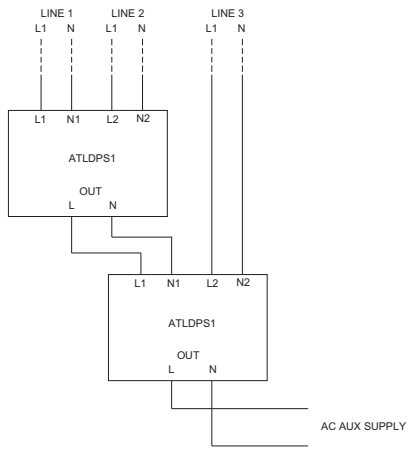 LINE 1 LINE 2 LINE 3
L1 N L1 N L1 N
L1 N1 L2 N2
ATLDPS1
OUT
L N
L1 N1 L2 N2
ATLDPS1
OUT
L N
AC AUX SUPPLY